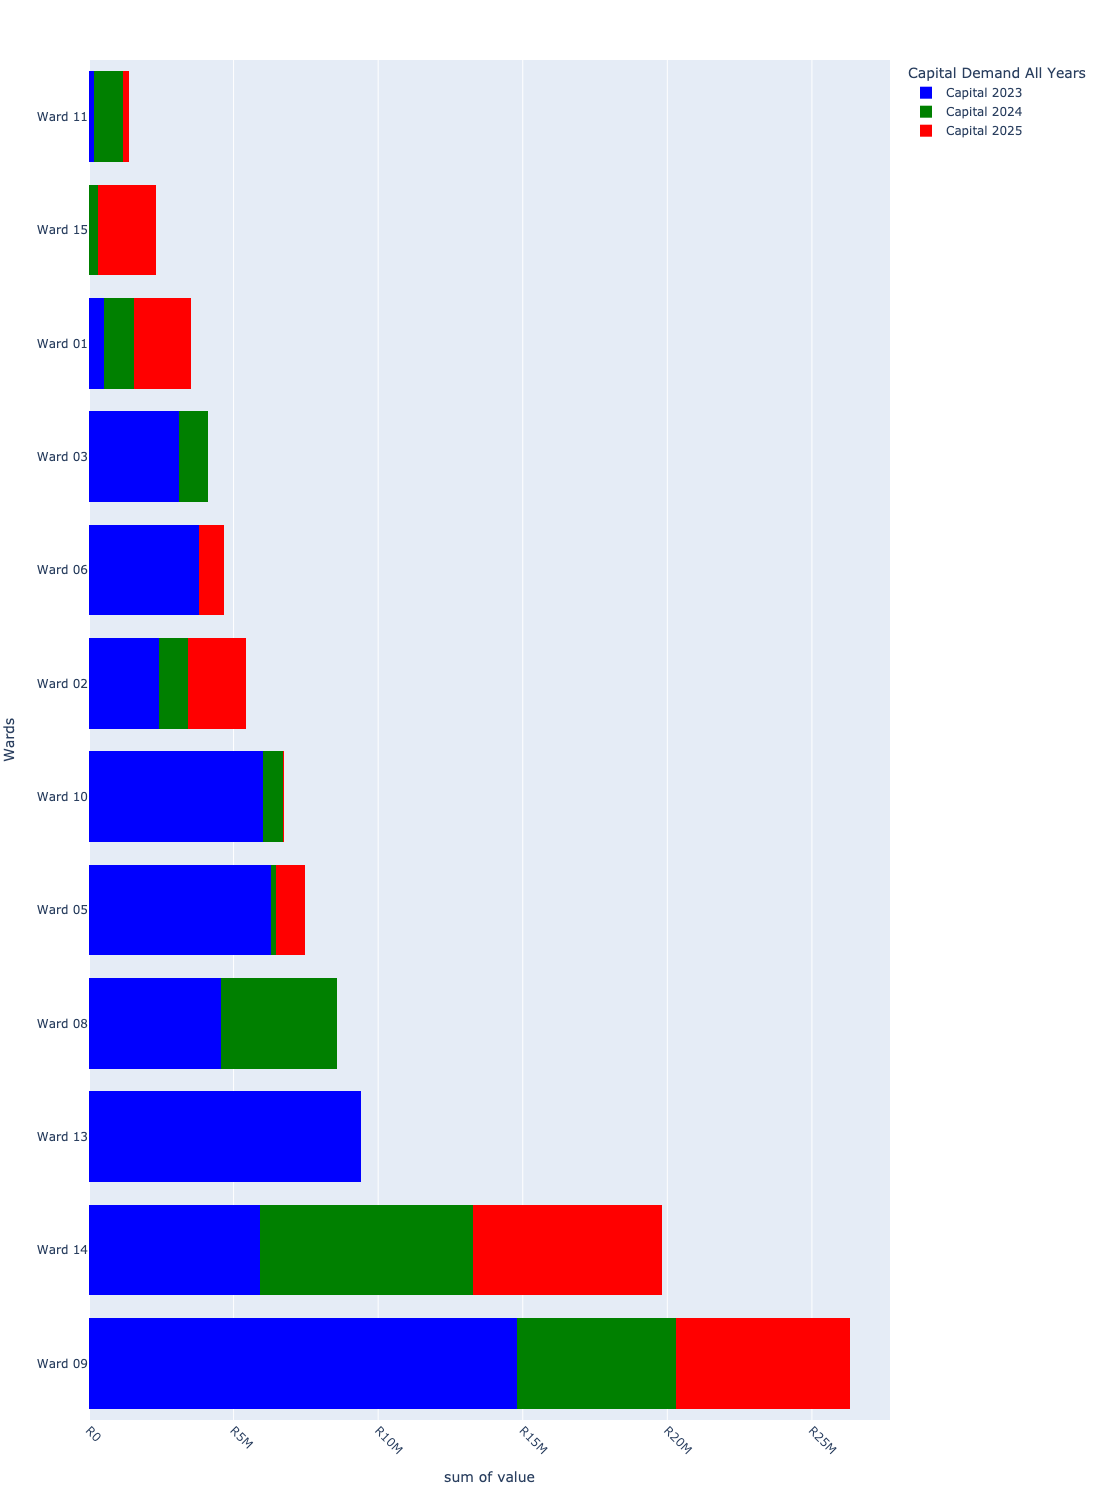 Capital Demand All Years
Capital 2023
Capital 2024
Capital 2025
Wards
Ward 11
Ward 15
Ward 01
Ward 03
Ward 06
Ward 02
Ward 10
Ward 05
Ward 08
Ward 13
Ward 14
Ward 09
R0
R5M
R10M
R15M
R20M
R25M
sum of value